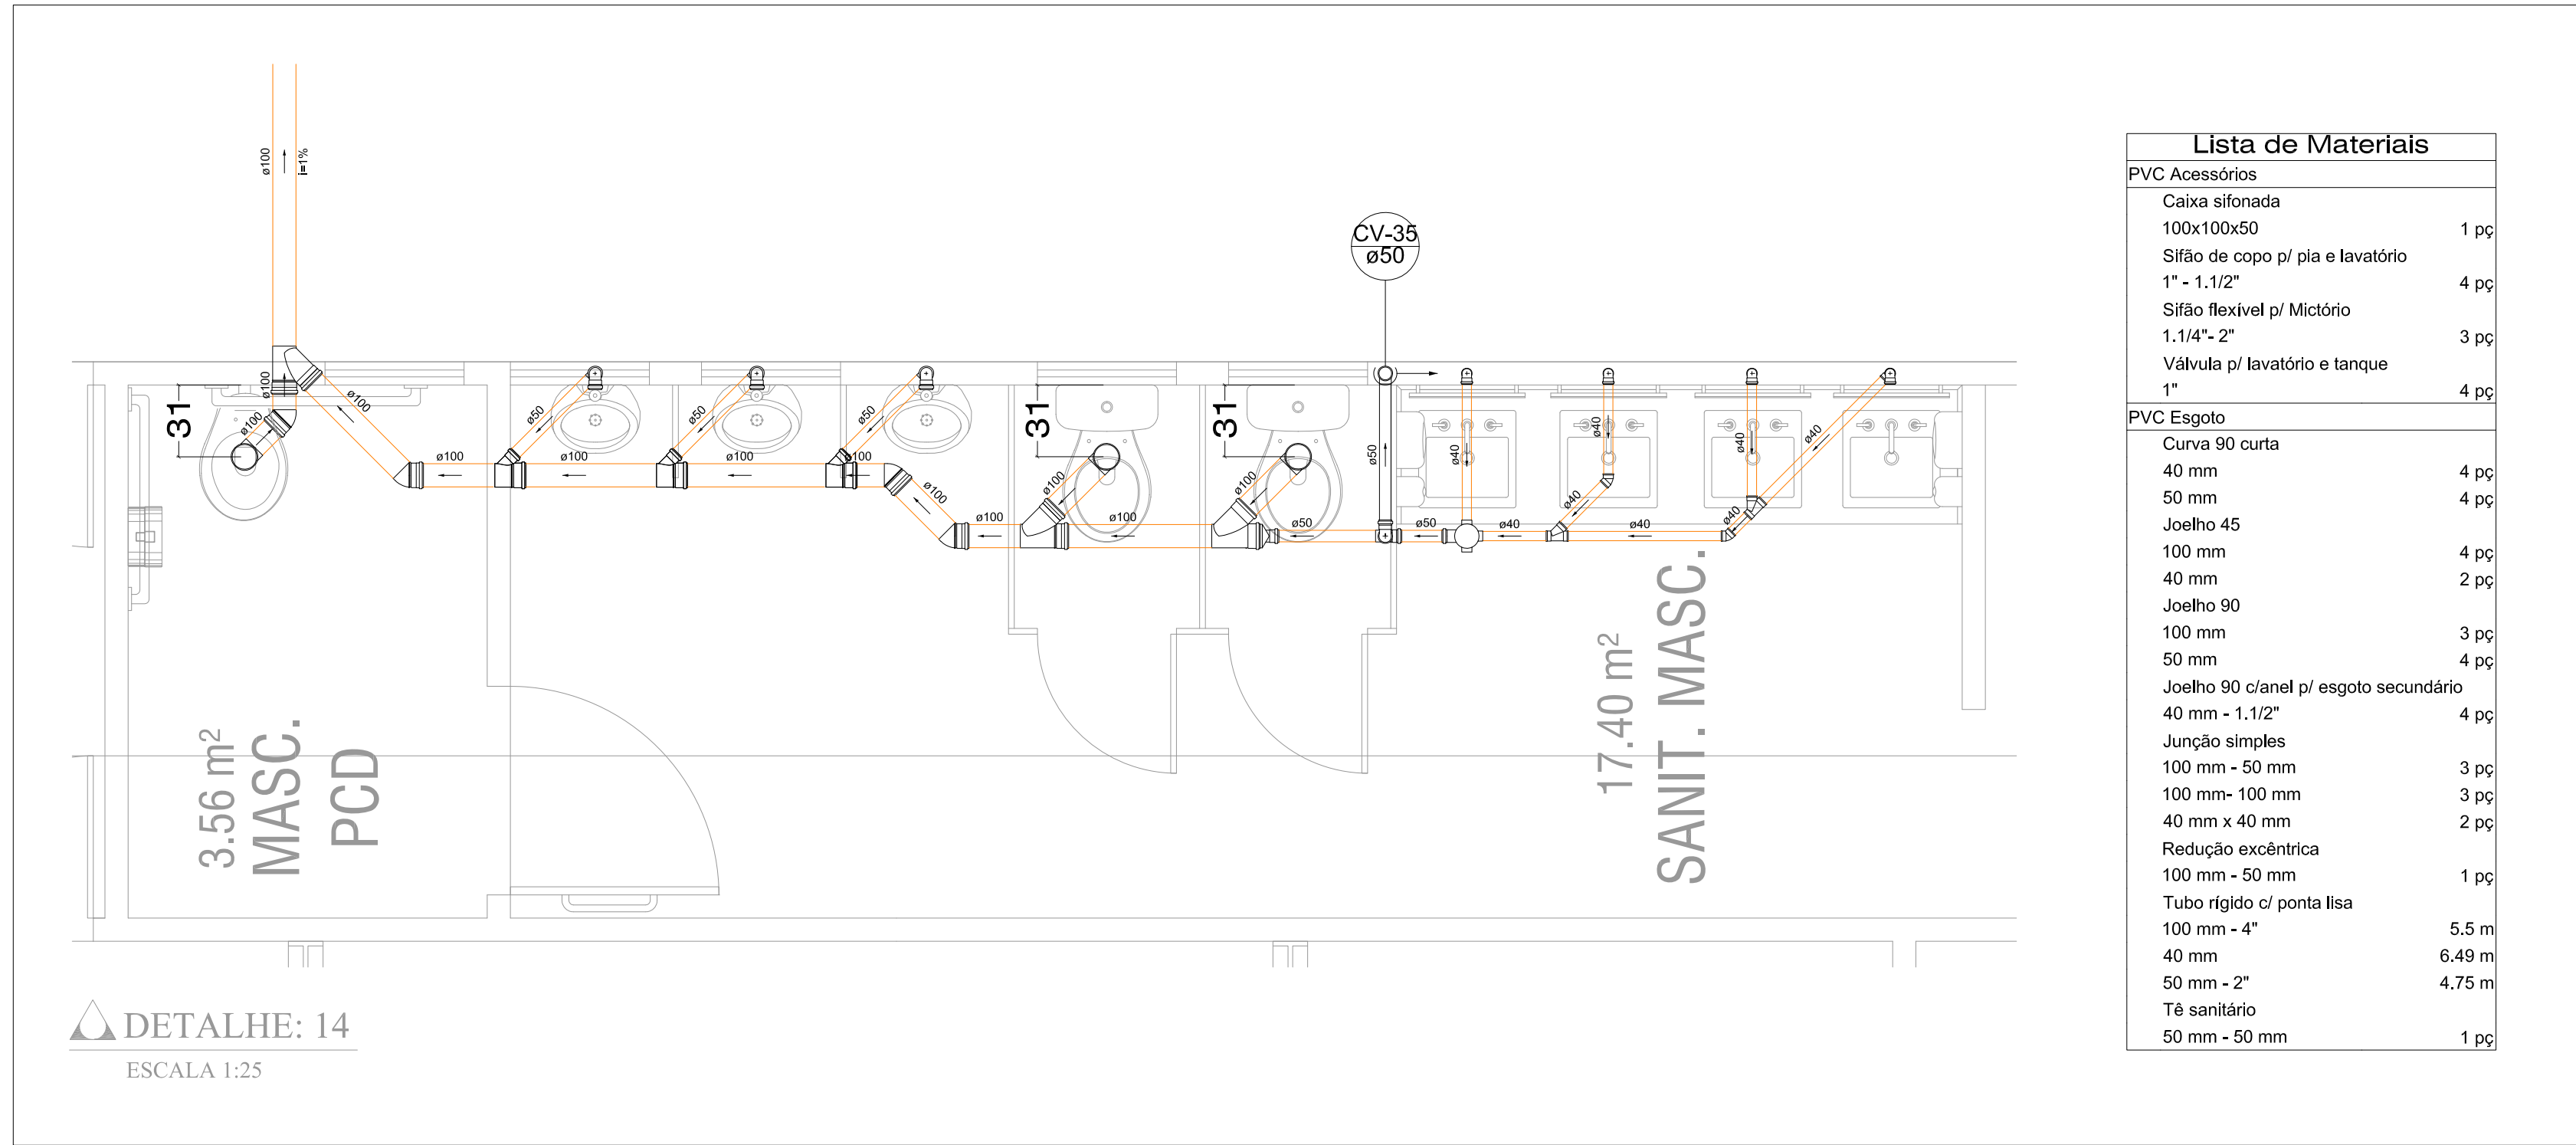 CV-35
ø50
ø100
i=1%
ø100
ø100
ø100
31
ø100
ø50
ø100
ø50
ø100
ø50
ø100
ø100
ø100
31
ø100
ø100
31
ø100
ø50
ø50
ø50
ø40
ø40
ø40
ø40
ø40
ø40
ø40
ø40
3.56 m²
MASC.
PCD
17.40 m²
SANIT. MASC.
DETALHE: 14
ESCALA 1:25
Lista de Materiais
PVC Acessórios
Caixa sifonada
100x100x50 1 pç
Sifão de copo p/ pia e lavatório
1" - 1.1/2" 4 pç
Sifão flexível p/ Mictório
1.1/4"- 2" 3 pç
Válvula p/ lavatório e tanque
1" 4 pç
PVC Esgoto
Curva 90 curta
40 mm 4 pç
50 mm 4 pç
Joelho 45
100 mm 4 pç
40 mm 2 pç
Joelho 90
100 mm 3 pç
50 mm 4 pç
Joelho 90 c/anel p/ esgoto secundário
40 mm - 1.1/2" 4 pç
Junção simples
100 mm - 50 mm 3 pç
100 mm- 100 mm 3 pç
40 mm x 40 mm 2 pç
Redução excêntrica
100 mm - 50 mm 1 pç
Tubo rígido c/ ponta lisa
100 mm - 4" 5.5 m
40 mm 6.49 m
50 mm - 2" 4.75 m
Tê sanitário
50 mm - 50 mm 1 pç